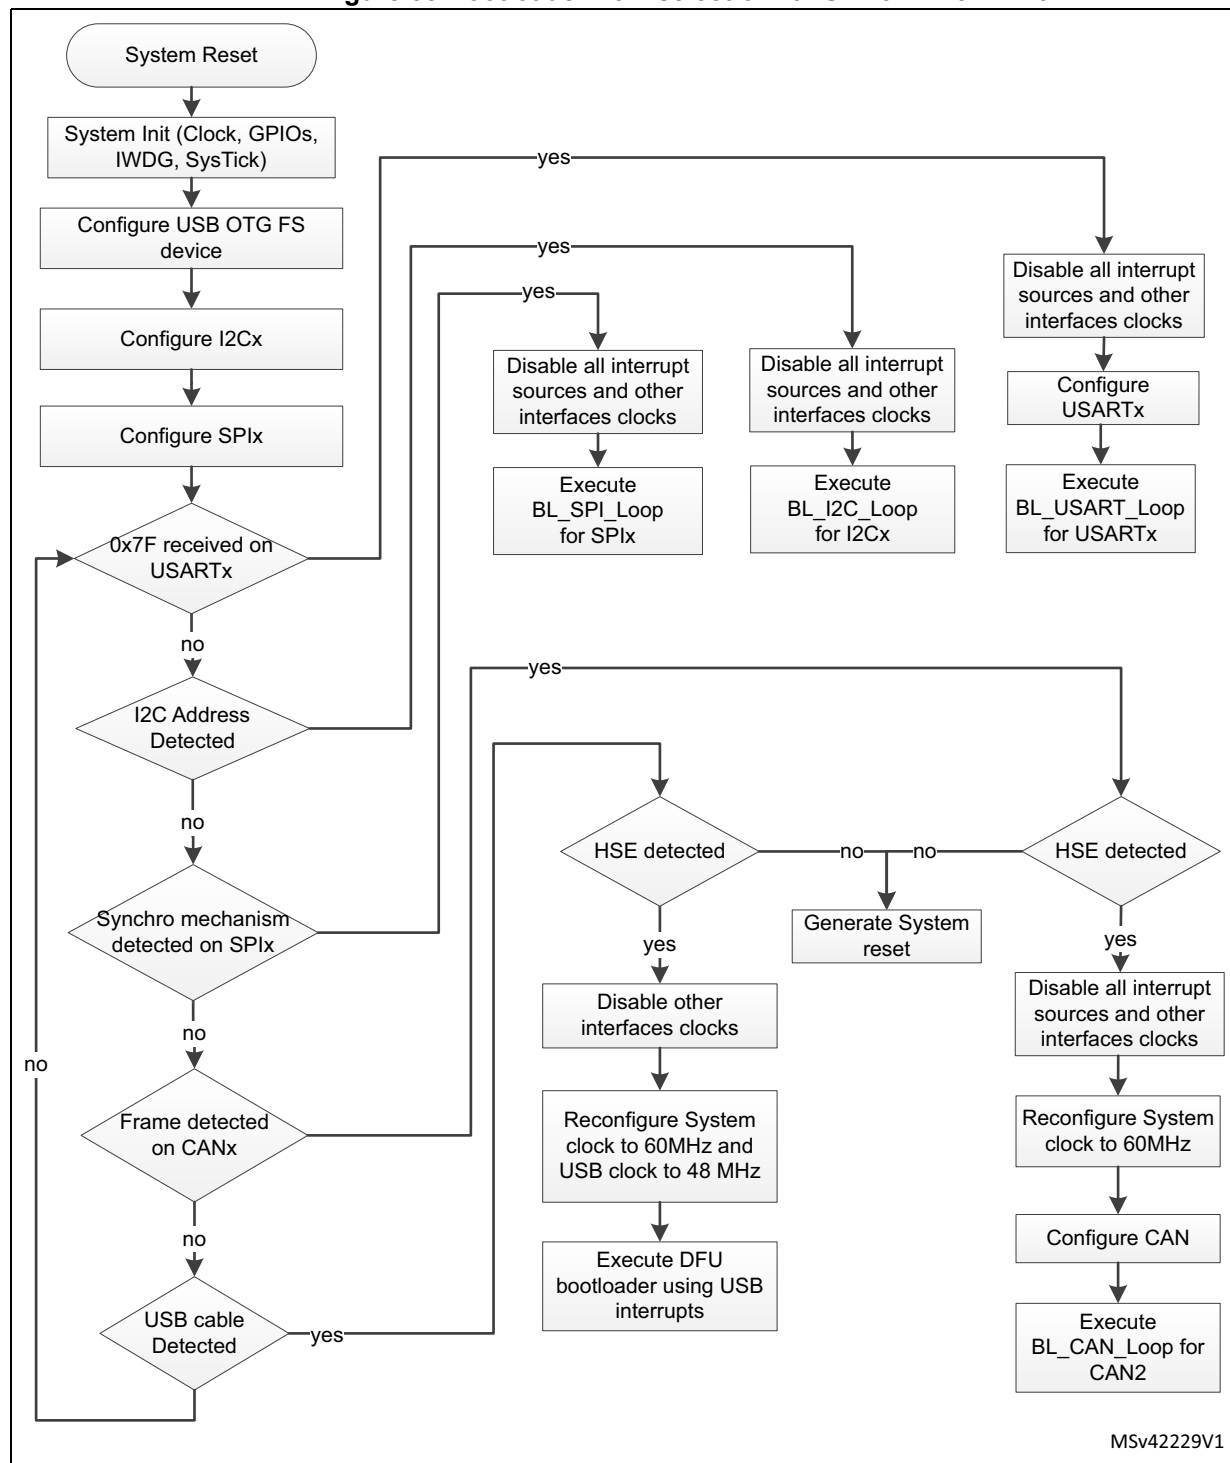 System Reset
System Init (Clock, GPIOs,
IWDG, SysTick)
Configure USB OTG FS
device
Configure I2Cx
Configure SPIx
0x7F received on
USARTx
yes
no
I2C Address
Detected
yes
no
Synchro mechanism
detected on SPIx
yes
no
Frame detected
on CANx
yes
no
USB cable
Detected
yes
no
Disable all interrupt
sources and other
interfaces clocks
Execute
BL_SPI_Loop
for SPIx
Disable all interrupt
sources and other
interfaces clocks
Execute
BL_I2C_Loop
for I2Cx
Disable all interrupt
sources and other
interfaces clocks
Configure
USARTx
Execute
BL_USART_Loop
for USARTx
HSE detected
no
no
HSE detected
Generate System
reset
yes
Disable other
interfaces clocks
Reconfigure System
clock to 60MHz and
USB clock to 48 MHz
Execute DFU
bootloader using USB
interrupts
yes
Disable all interrupt
sources and other
interfaces clocks
Reconfigure System
clock to 60MHz
Configure CAN
Execute
BL_CAN_Loop for
CAN2
MSv42229V1